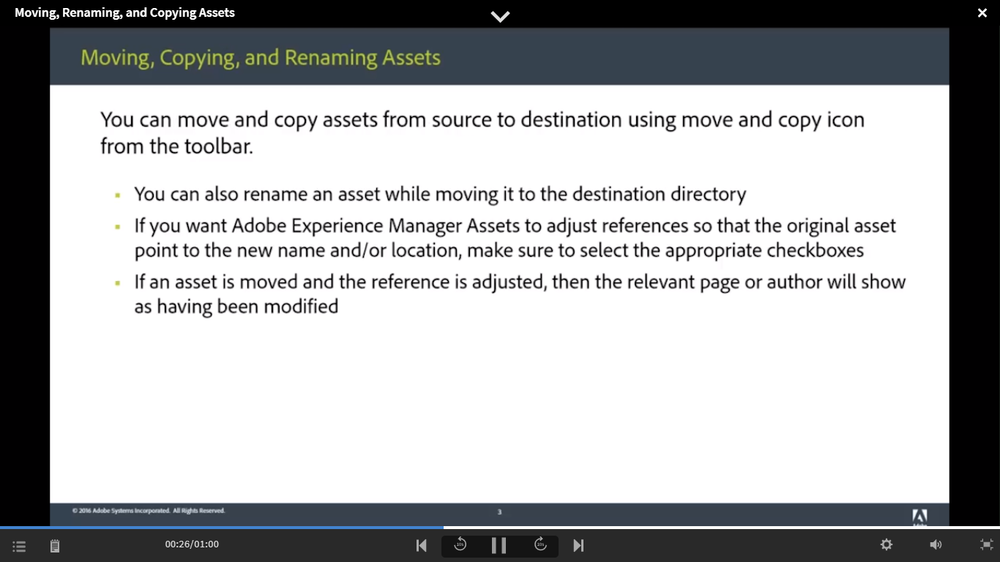 Moving, Renaming, and Copying Assets
Moving, Copying, and Renaming Assets
You can move and copy assets from source to destination using move and copy icon
from the toolbar.
You can also rename an asset while moving it to the destination directory
If you want Adobe Experience Manager Assets to adjust references so that the original asset
point to the new name and/or location, make sure to select the appropriate checkboxes
If an asset is moved and the reference is adjusted, then the relevant page or author will show
as having been modified
© 2016 Adobe Systems Incorporated. All Rights Reserved.
3
00:26/01:00
10s
10s